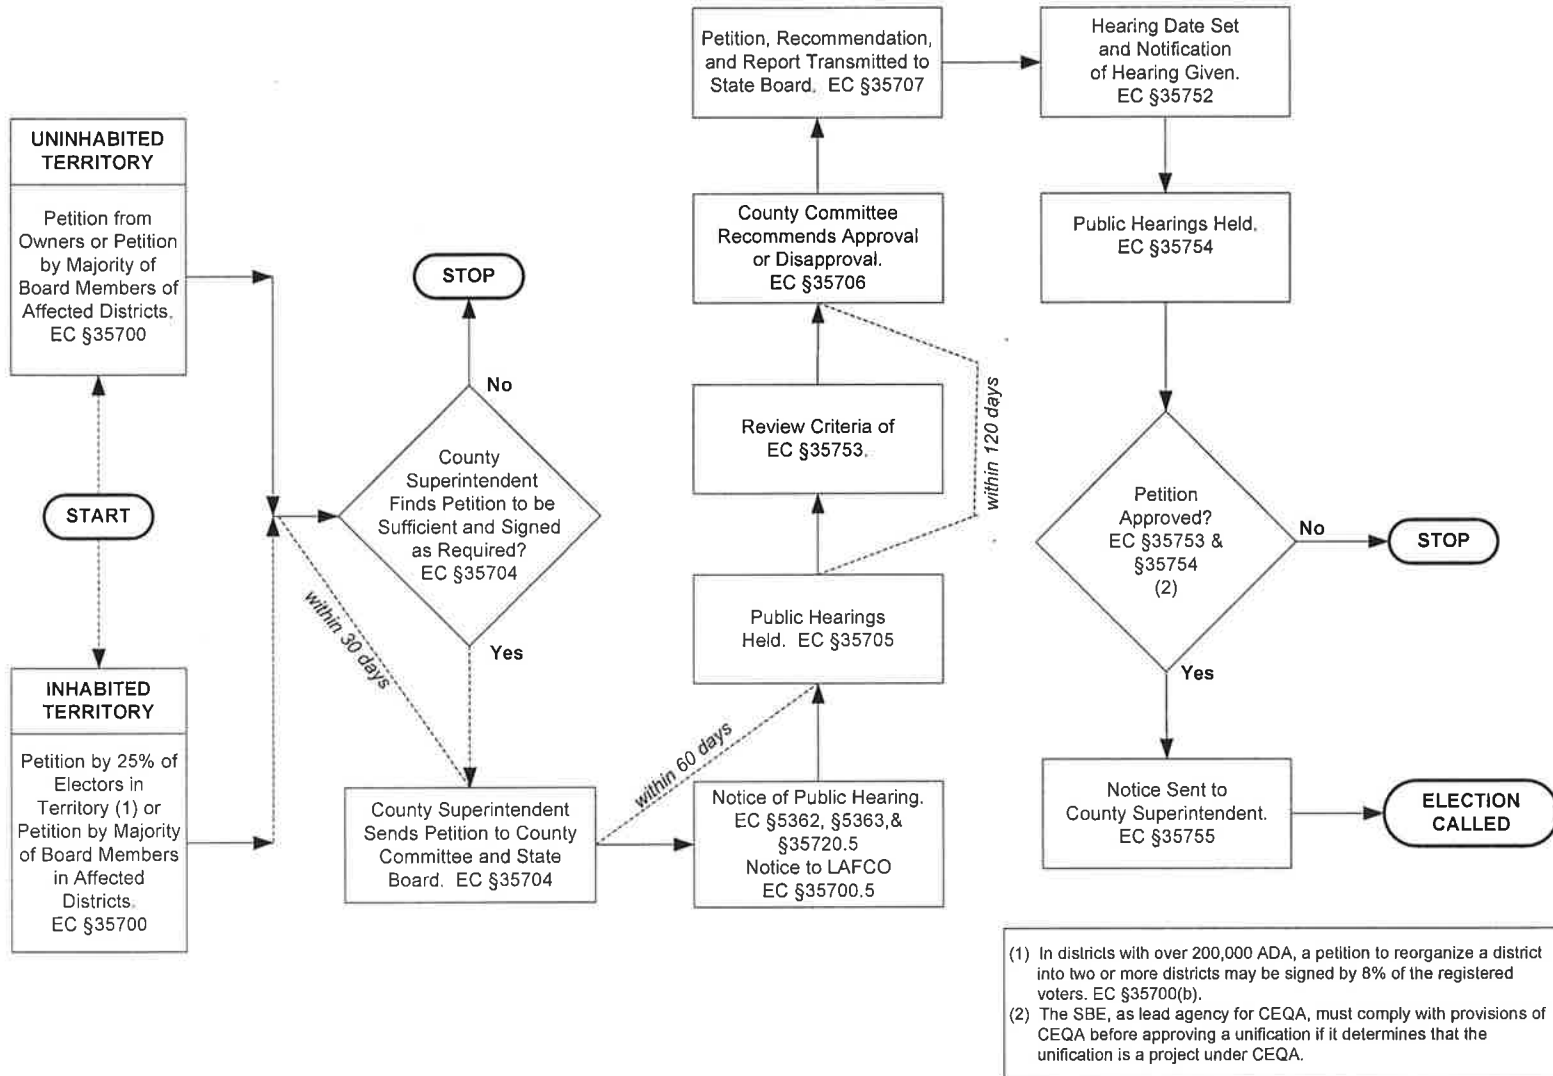 UNINHABITED
TERRITORY
Petition from
Owners or Petition
by Majority of
Board Members of
Affected Districts.
EC §35700
START
INHABITED
TERRITORY
Petition by 25% of
Electors in
Territory (1) or
Petition by Majority
of Board Members
in Affected
Districts.
EC §35700
STOP
No
County
Superintendent
Finds Petition to be
Sufficient and Signed
as Required?
EC §35704
within 30 days
Yes
County Superintendent
Sends Petition to County
Committee and State
Board. EC §35704
within 60 days
Notice of Public Hearing.
EC §5362, §5363,&
§35720.5
Notice to LAFCO
EC §35700.5
Public Hearings
Held. EC §35705
Review Criteria of
EC §35753.
within 120 days
County Committee
Recommends Approval
or Disapproval.
EC §35706
Petition, Recommendation,
and Report Transmitted to
State Board. EC §35707
Hearing Date Set
and Notification
of Hearing Given.
EC §35752
Public Hearings Held.
EC §35754
Petition
Approved?
EC §35753 &
§35754
(2)
No
STOP
Yes
Notice Sent to
County Superintendent.
EC §35755
ELECTION
CALLED
(1) In districts with over 200,000 ADA, a petition to reorganize a district
into two or more districts may be signed by 8% of the registered
voters. EC §35700(b).
(2) The SBE, as lead agency for CEQA, must comply with provisions of
CEQA before approving a unification if it determines that the
unification is a project under CEQA.